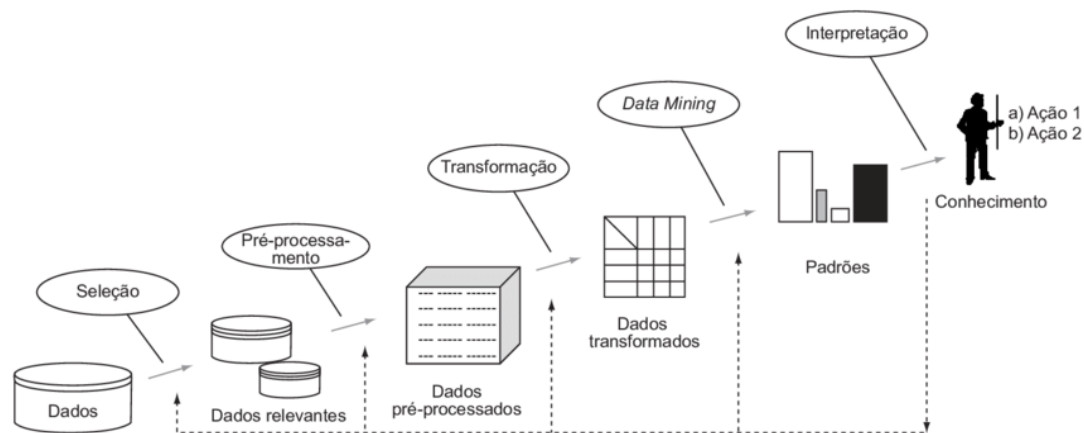 Interpretação
Data Mining
a) Ação 1
b) Ação 2
Transformação
Conhecimento
Pré-processa-
mento
Padrões
Seleção
Dados
transformados
Dados
pré-processados
Dados relevantes
Dados